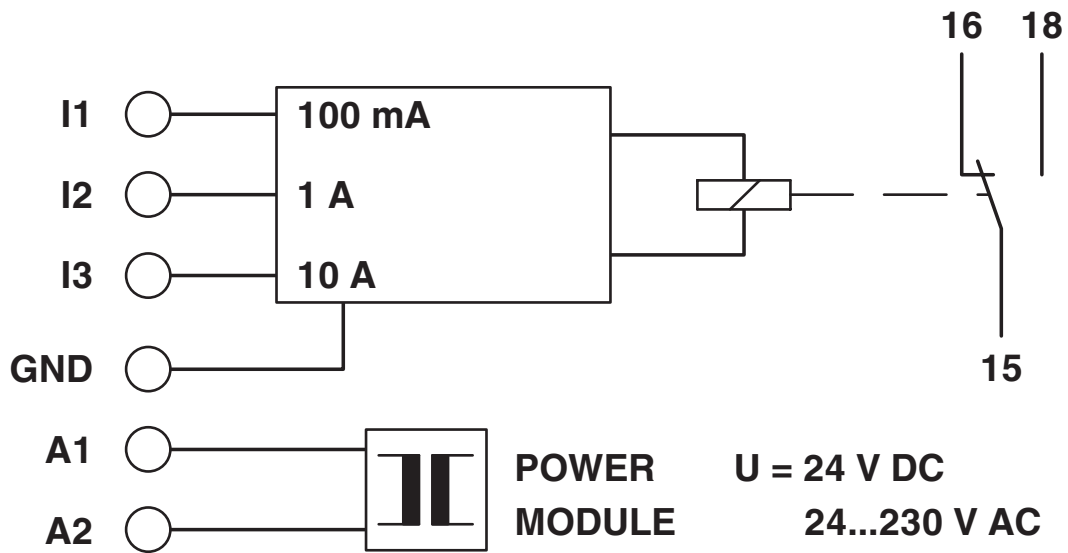 16 18
I1 100 mA
I2 1 A
I3 10 A
GND
15
A1
POWER U = 24 V DC
A2 MODULE 24...230 V AC